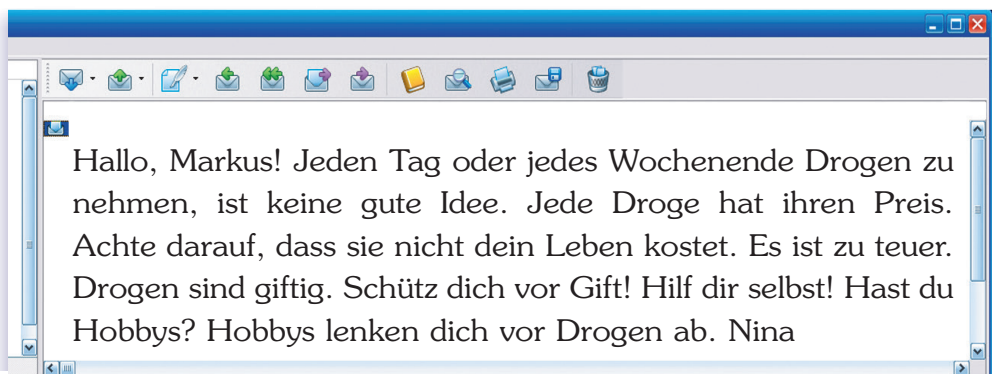 Hallo, Markus! Jeden Tag oder jedes Wochenende Drogen zu
nehmen, ist keine gute Idee. Jede Droge hat ihren Preis.
Achte darauf, dass sie nicht dein Leben kostet. Es ist zu teuer.
Drogen sind giftig. Schütz dich vor Gift! Hilf dir selbst! Hast du
Hobbys? Hobbys lenken dich vor Drogen ab. Nina